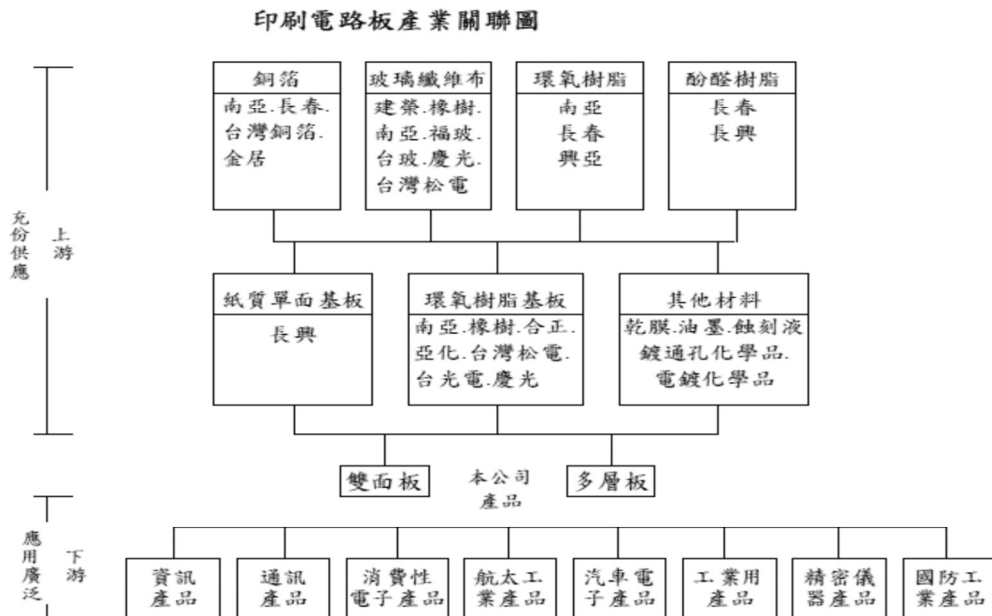 印刷電路板產業關聯圖
銅箔
南亞.長春.
台灣銅箔.
金居
玻璃纖維布
建榮.橡樹.
南亞.福玻.
台玻.慶光.
台灣松電
環氧樹脂
南亞
長春
興亞
酚醛樹脂
長春
長興
充份供應
上游
紙質單面基板
長興
環氧樹脂基板
南亞.橡樹.合正.
亞化.台灣松電.
台光電.慶光
其他材料
乾膜.油墨.蝕刻液
鍍通孔化學品.
電鍍化學品
雙面板
本公司
產品
多層板
應用廣泛
下游
資訊
產品
通訊
產品
消費性
電子產品
航太工
業產品
汽車電
子產品
工業用
產品
精密儀
器產品
國防工
業產品